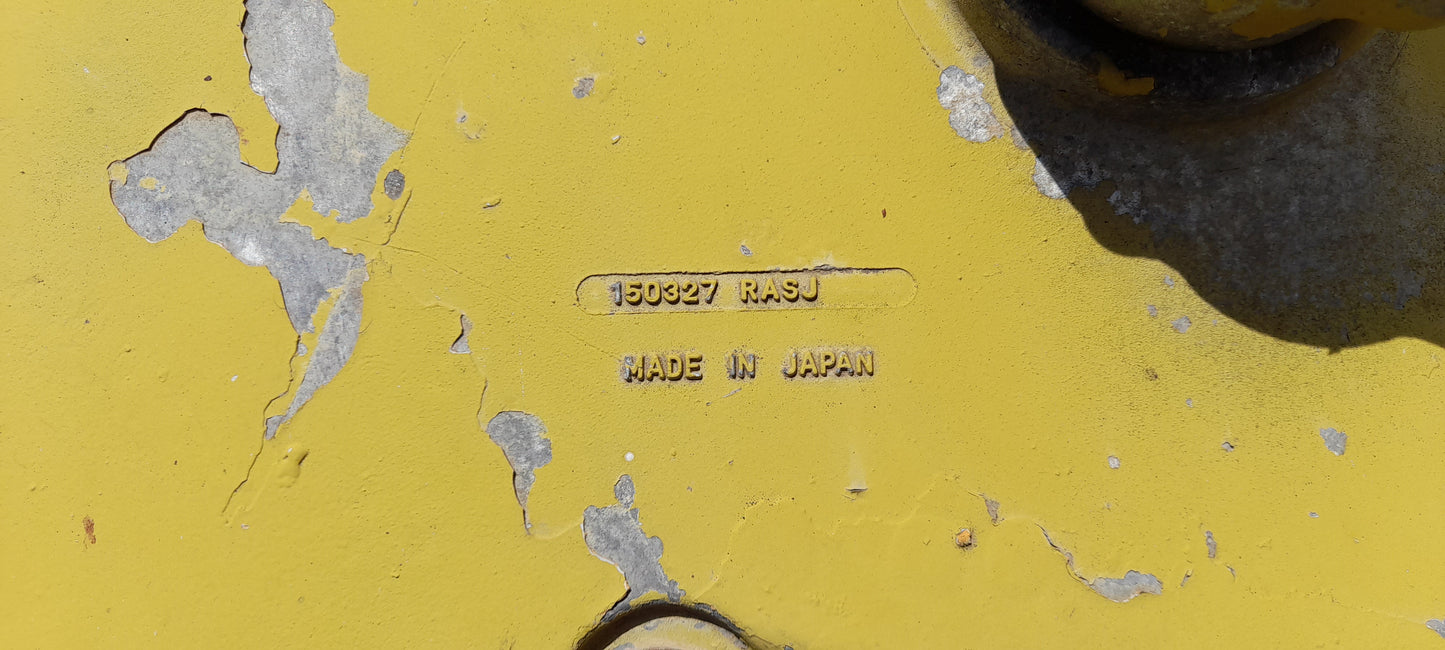 150327 RASJ
MADE IN JAPAN